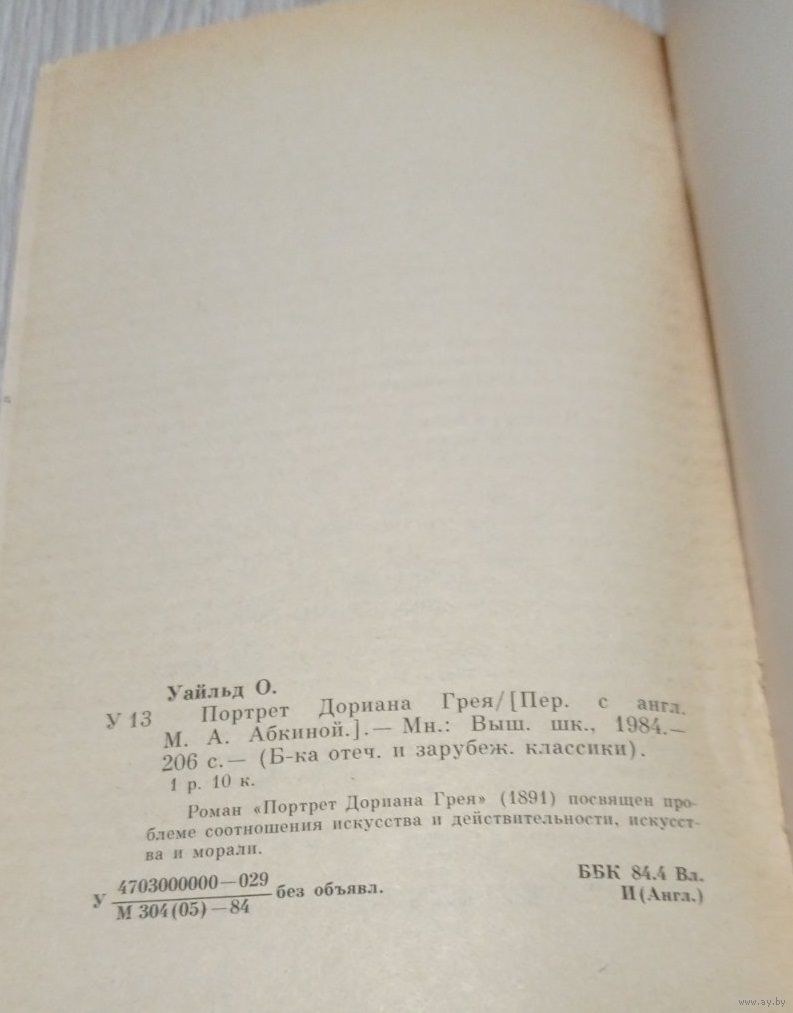 Уайльд О.
У 13 Портрет Дориана Грея/[Пер. с англ.
М. А. Абкиной.].— Мн.: Выш. шк., 1984.—
206 с.— (Б-ка отеч. и зарубеж. классики).
1 р. 10 к.
Роман «Портрет Дориана Грея» (1891) посвящен про-
блеме соотношения искусства и действительности, искусст-
ва и морали.
У 4703000000—029
М 304(05)—84 без объявл.
ББК 84.4 Вл.
И(Англ.)
www.ay.by